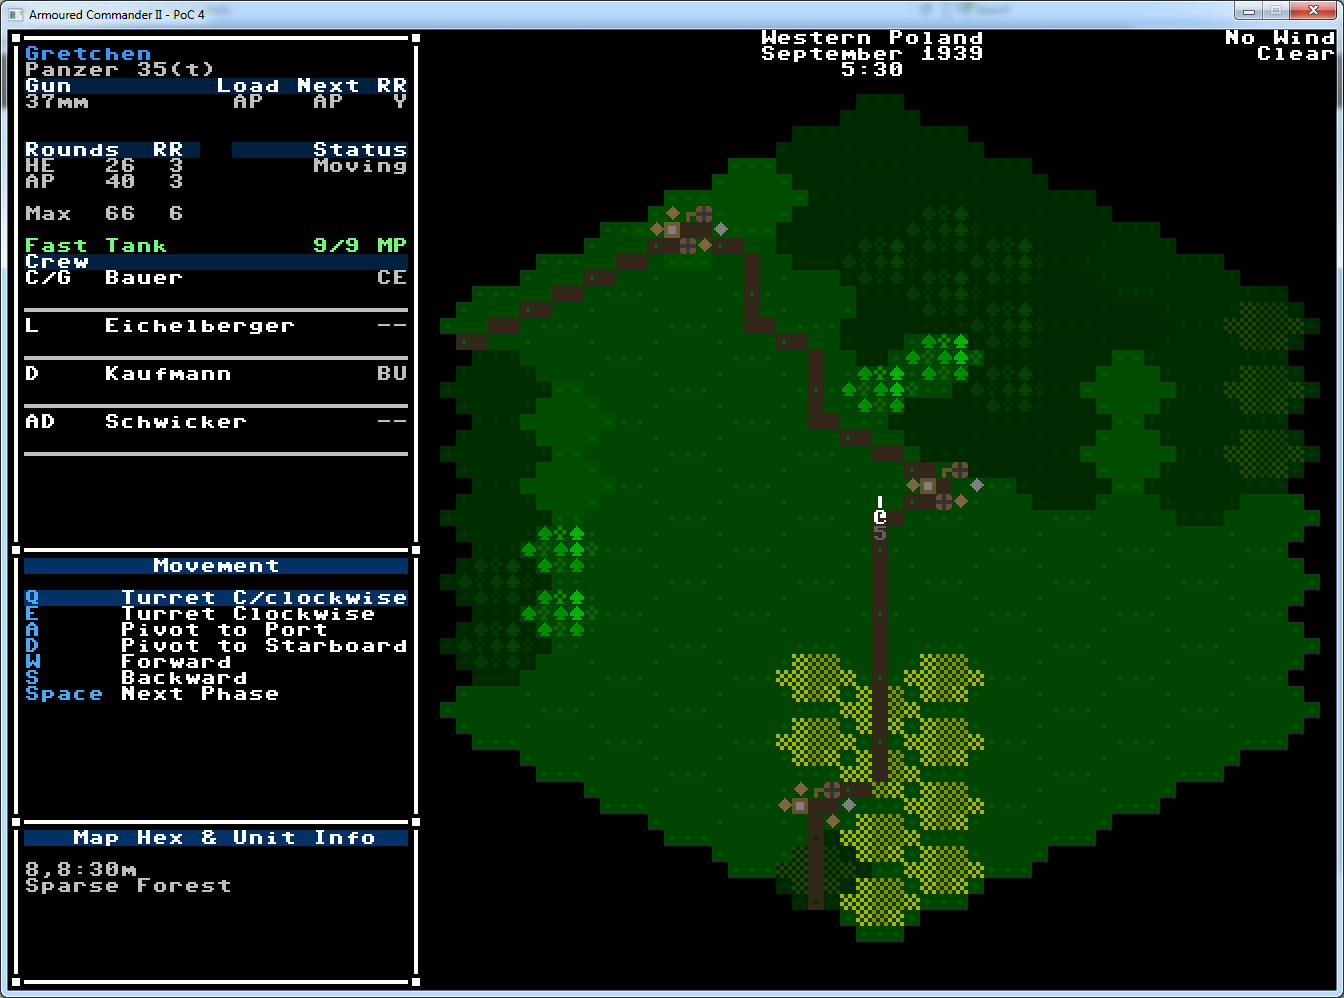 Armoured Commander II - PoC 4
Gretchen
Panzer 35(t)
Gun Load Next RR
37mm AP AP Y
Rounds RR Status
HE 26 3 Moving
AP 40 3
Max 66 6
Fast Tank 9/9 MP
Crew
C/G Bauer CE
L Eichelberger --
D Kaufmann BU
AD Schwicker --
Movement
Q Turret C/clockwise
E Turret Clockwise
A Pivot to Port
D Pivot to Starboard
W Forward
S Backward
Space Next Phase
Map Hex & Unit Info
8,8:30m
Sparse Forest
Western Poland
September 1939
5:30
No Wind
Clear
5